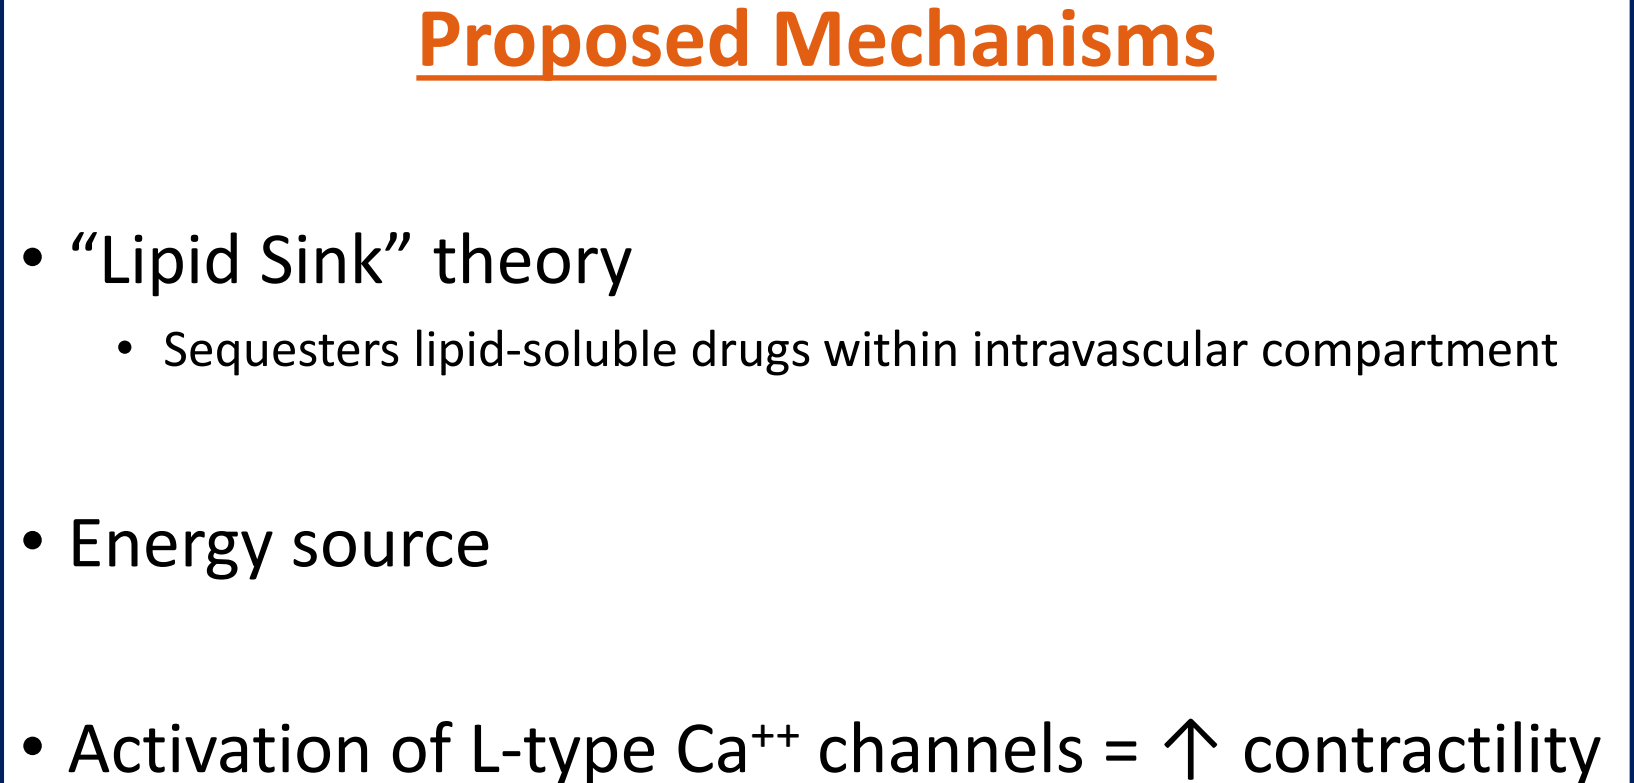 Proposed Mechanisms
• “Lipid Sink” theory
• Sequesters lipid-soluble drugs within intravascular compartment
• Energy source
• Activation of L-type Ca⁺⁺ channels = ↑ contractility